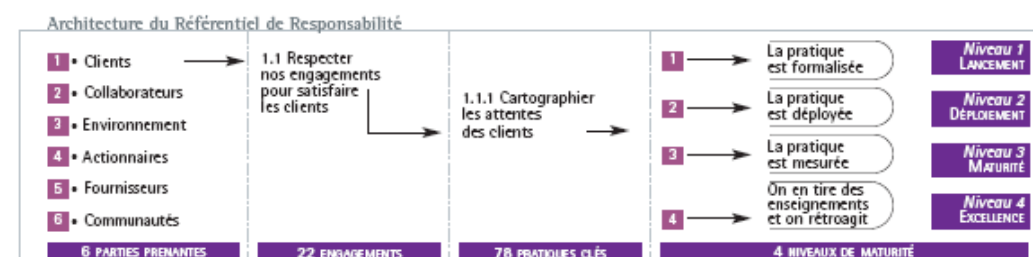 Architecture du Référentiel de Responsabilité
1 • Clients
2 • Collaborateurs
3 • Environnement
4 • Actionnaires
5 • Fournisseurs
6 • Communautés
6 PARTIES PRENANTES
1.1 Respecter
nos engagements
pour satisfaire
les clients
22 ENGAGEMENTS
1.1.1 Cartographier
les attentes
des clients
78 PRATIQUES CLÉS
1
La pratique
est formalisée
Niveau 1
LANCEMENT
2
La pratique
est déployée
Niveau 2
DÉPLOIEMENT
3
La pratique
est mesurée
Niveau 3
MATURITÉ
4
On en tire des
enseignements
et on rétroagit
Niveau 4
EXCELLENCE
4 NIVEAUX DE MATURITÉ